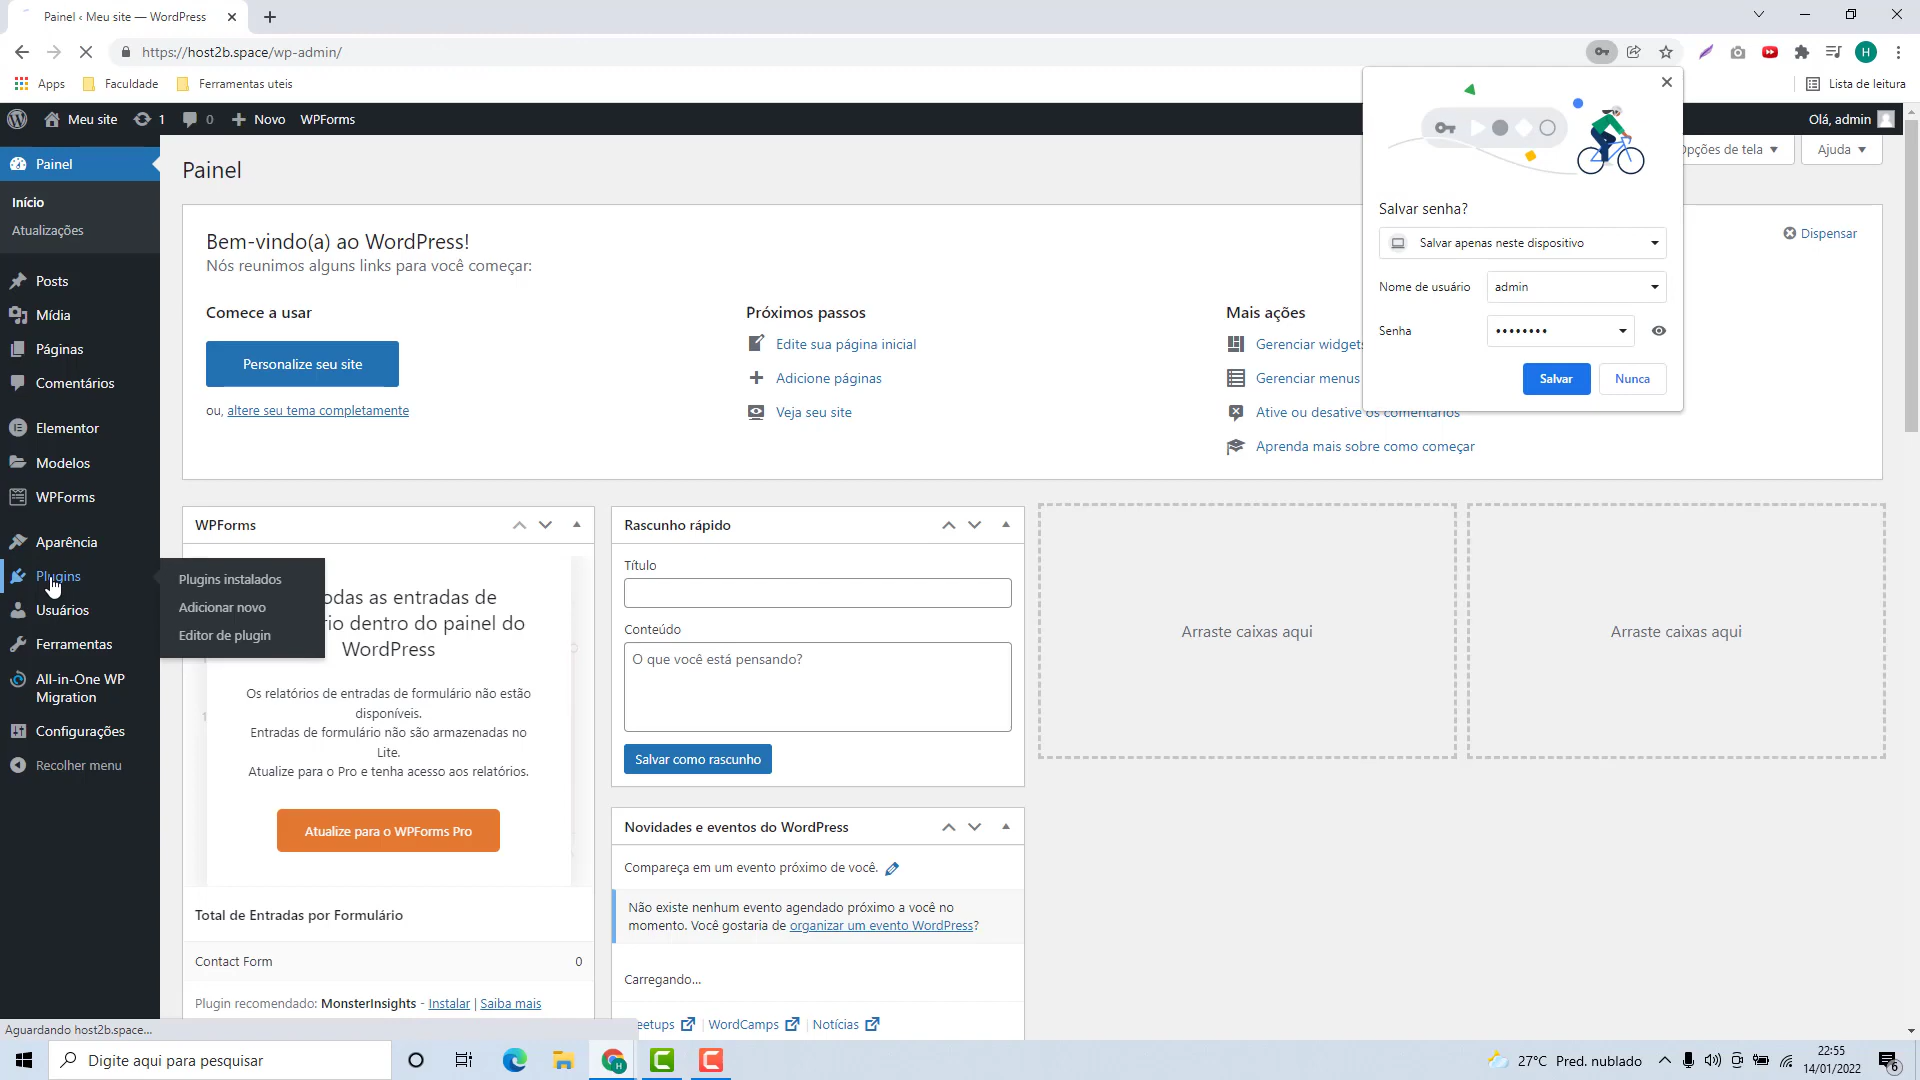 Painel ‹ Meu site — WordPress
https://host2b.space/wp-admin/
Apps
Faculdade
Ferramentas uteis
Lista de leitura
Meu site
1
0
Novo
WPForms
Olá, admin
Painel
Início
Atualizações
Posts
Mídia
Páginas
Comentários
Elementor
Modelos
WPForms
Aparência
Plugins
Usuários
Ferramentas
All-in-One WP
Migration
Configurações
Recolher menu
Plugins instalados
Adicionar novo
Editor de plugin
Painel
de tela
Ajuda
Bem-vindo(a) ao WordPress!
Nós reunimos alguns links para você começar:
Dispensar
Comece a usar
Personalize seu site
ou, altere seu tema completamente
Próximos passos
Edite sua página inicial
Adicione páginas
Veja seu site
Mais ações
Gerenciar widgets
Gerenciar menus
Ative ou desative os comentários
Aprenda mais sobre como começar
Salvar senha?
Salvar apenas neste dispositivo
Nome de usuário
admin
Senha
••••••••
Salvar
Nunca
WPForms
as entradas de
dentro do painel do
WordPress
Os relatórios de entradas de formulário não estão
disponíveis.
Entradas de formulário não são armazenadas no
Lite.
Atualize para o Pro e tenha acesso aos relatórios.
Atualize para o WPForms Pro
Total de Entradas por Formulário
Contact Form
0
Plugin recomendado: MonsterInsights - Instalar | Saiba mais
Rascunho rápido
Título
Conteúdo
O que você está pensando?
Salvar como rascunho
Novidades e eventos do WordPress
Compareça em um evento próximo de você.
Não existe nenhum evento agendado próximo a você no
momento. Você gostaria de organizar um evento WordPress?
Carregando...
WordCamps
Notícias
Arraste caixas aqui
Arraste caixas aqui
Aguardando host2b.space...
Digite aqui para pesquisar
27°C Pred. nublado
22:55
14/01/2022
6